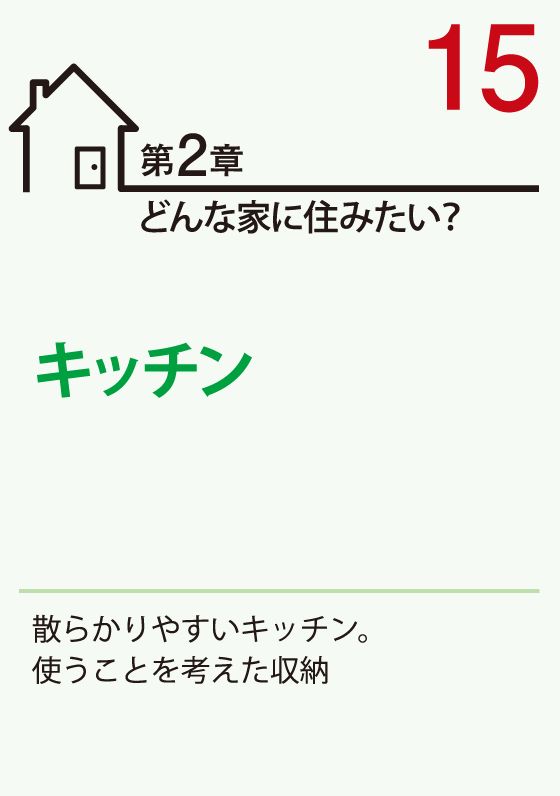 15
第2章
どんな家に住みたい?
キッチン
散らかりやすいキッチン。
使うことを考えた収納